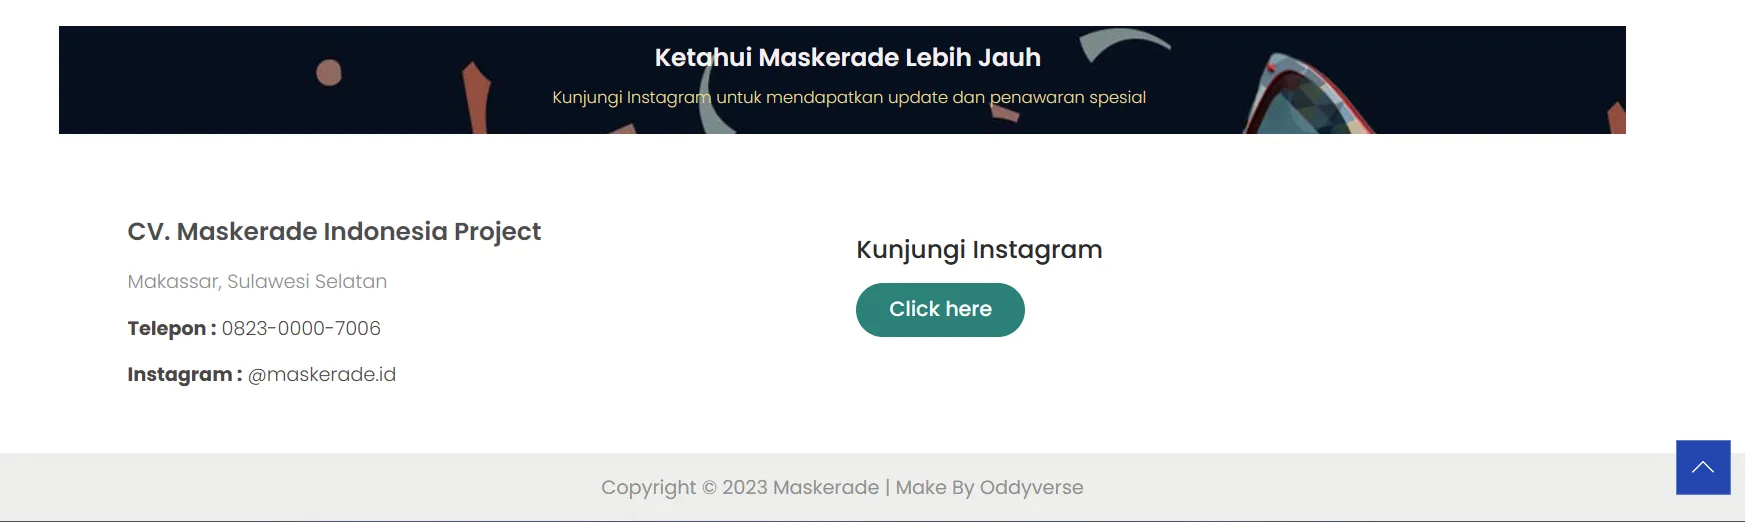 Ketahui Maskerade Lebih Jauh
Kunjungi Instagram untuk mendapatkan update dan penawaran spesial
CV. Maskerade Indonesia Project
Makassar, Sulawesi Selatan
Telepon : 0823-0000-7006
Instagram : @maskerade.id
Kunjungi Instagram
Click here
Copyright © 2023 Maskerade | Make By Oddyverse